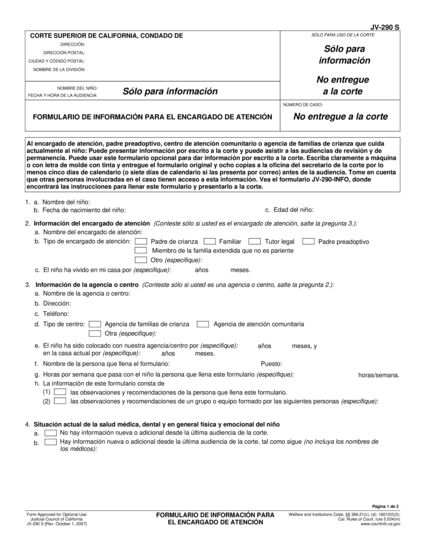 JV-290 S
CORTE SUPERIOR DE CALIFORNIA, CONDADO DE
DIRECCIÓN:
DIRECCIÓN POSTAL:
CIUDAD Y CÓDIGO POSTAL:
NOMBRE DE LA DIVISIÓN:
SÓLO PARA USO DE LA CORTE
Sólo para
información
No entregue
a la corte
NOMBRE DEL NIÑO:
FECHA Y HORA DE LA AUDIENCIA:
Sólo para información
FORMULARIO DE INFORMACIÓN PARA EL ENCARGADO DE ATENCIÓN
NÚMERO DE CASO:
No entregue a la corte
Al encargado de atención, padre preadoptivo, centro de atención comunitario o agencia de familias de crianza que cuida
actualmente al niño: Puede presentar información por escrito a la corte y puede asistir a las audiencias de revisión y de
permanencia. Puede usar este formulario opcional para dar información por escrito a la corte. Escriba claramente a máquina
o con letra de molde con tinta y entregue el formulario original y ocho copias a la oficina del secretario de la corte por lo
menos cinco días de calendario (o siete días de calendario si las presenta por correo) antes de la audiencia. Tome en cuenta
que otras personas involucradas en el caso tienen acceso a esta información. Vea el formulario JV-290-INFO, donde
encontrará las instrucciones para llenar este formulario y presentarlo a la corte.
1. a. Nombre del niño:
b. Fecha de nacimiento del niño:
c. Edad del niño:
2. Información del encargado de atención (Conteste sólo si usted es el encargado de atención, salte la pregunta 3.):
a. Nombre del encargado de atención:
b. Tipo de encargado de atención: Padre de crianza Familiar Tutor legal Padre preadoptivo
Miembro de la familia extendida que no es pariente
Otro (especifique):
c. El niño ha vivido en mi casa por (especifique): años meses.
3. Información de la agencia o centro (Conteste sólo si usted es una agencia o centro, salte la pregunta 2.):
a. Nombre de la agencia o centro:
b. Dirección:
c. Teléfono:
d. Tipo de centro: Agencia de familias de crianza Agencia de atención comunitaria
Otra (especifique):
e. El niño ha sido colocado con nuestra agencia/centro por (especifique): años meses, y
en la casa actual por (especifique): años meses.
f. Nombre de la persona que llena el formulario: Puesto:
g. Horas por semana que pasa con el niño la persona que llena este formulario (especifique): horas/semana.
h. La información de este formulario consta de
(1) las observaciones y recomendaciones de la persona que llena este formulario.
(2) las observaciones y recomendaciones de un grupo o equipo formado por las siguientes personas (especifique):
4. Situación actual de la salud médica, dental y en general física y emocional del niño
a. No hay información nueva o adicional desde la última audiencia de la corte.
b. Hay información nueva o adicional desde la última audiencia de la corte, tal como sigue (no incluya los nombres de
los médicos):
Página 1 de 2
Form Approved for Optional Use
Judicial Council of California
JV-290 S [Rev. October 1, 2007]
FORMULARIO DE INFORMACIÓN PARA
EL ENCARGADO DE ATENCIÓN
Welfare and Institutions Code, §§ 366.21(c), (d), 16010(f)(3);
Cal. Rules of Court, rule 5.534(m)
www.courtinfo.ca.gov